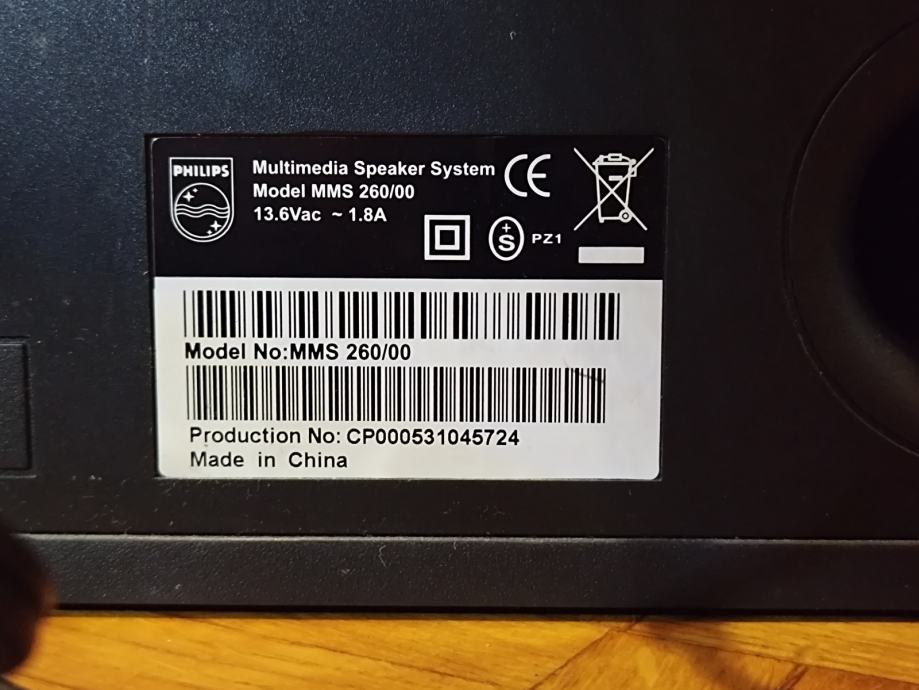 PHILIPS
Multimedia Speaker System
Model MMS 260/00
13.6Vac ~ 1.8A
CE
S PZ1
Model No:MMS 260/00
Production No: CP000531045724
Made in China